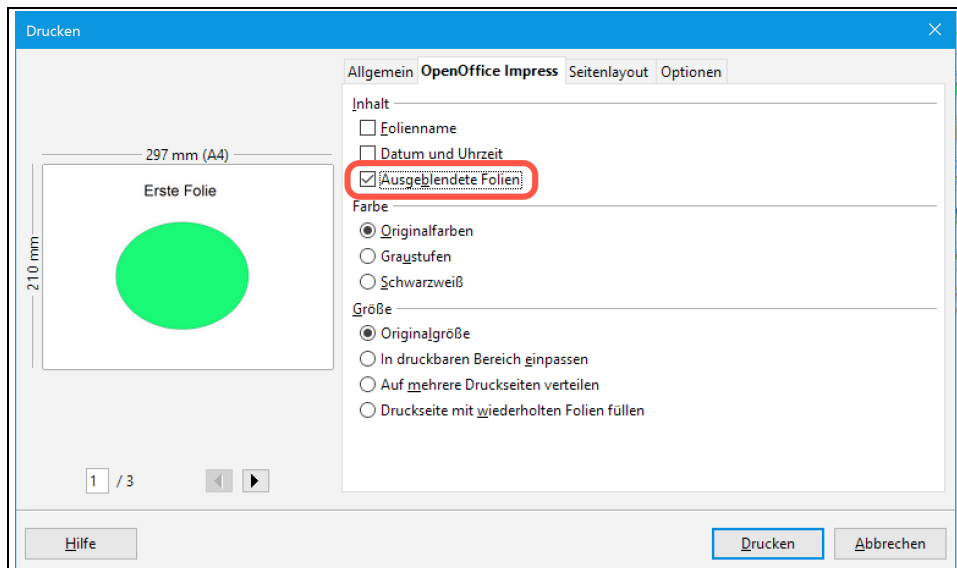 Drucken
Allgemein OpenOffice Impress Seitenlayout Optionen
297 mm (A4)
210 mm
Erste Folie
1 / 3
Inhalt
Folienname
Datum und Uhrzeit
Ausgeblendete Folien
Farbe
Originalfarben
Graustufen
Schwarzweiß
Größe
Originalgröße
In druckbaren Bereich einpassen
Auf mehrere Druckseiten verteilen
Druckseite mit wiederholten Folien füllen
Hilfe Drucken Abbrechen